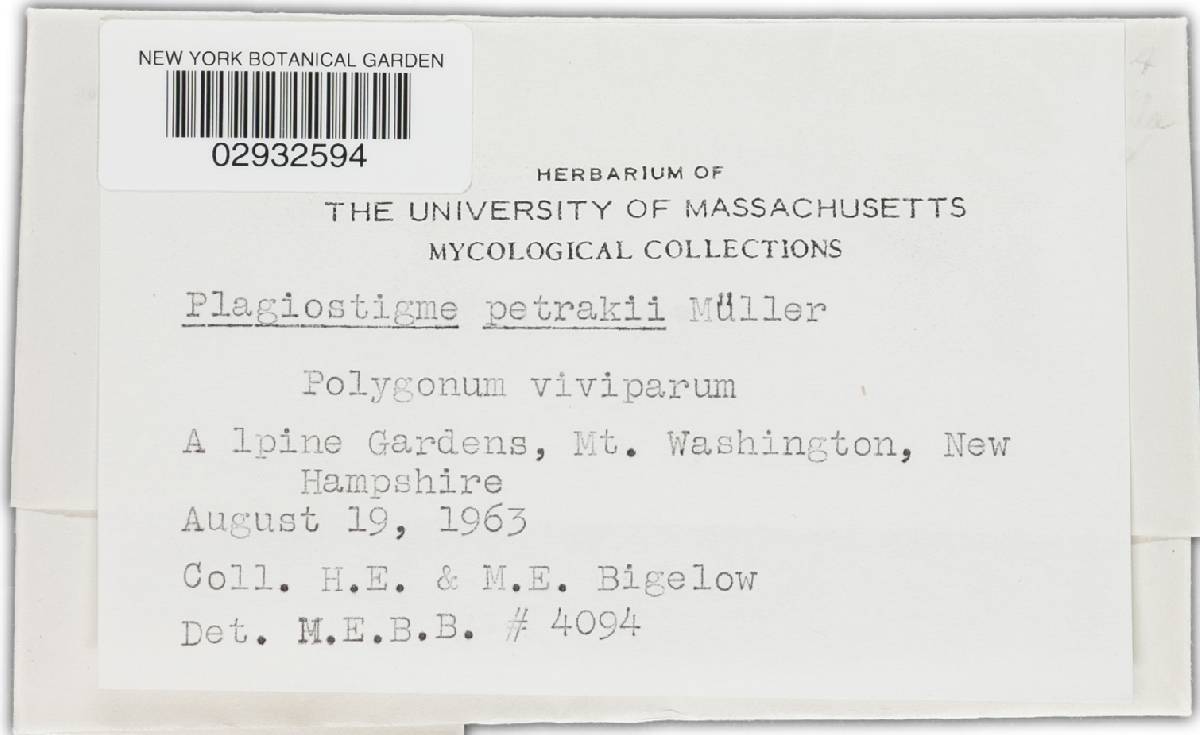 NEW YORK BOTANICAL GARDEN
02932594
HERBARIUM OF
THE UNIVERSITY OF MASSACHUSETTS
MYCOLOGICAL COLLECTIONS
Plagiostigme petrakii Müller
Polygonum viviparum
A lpine Gardens, Mt. Washington, New
Hampshire
August 19, 1963
Coll. H.E. & M.E. Bigelow
Det. M.E.B.B. # 4094